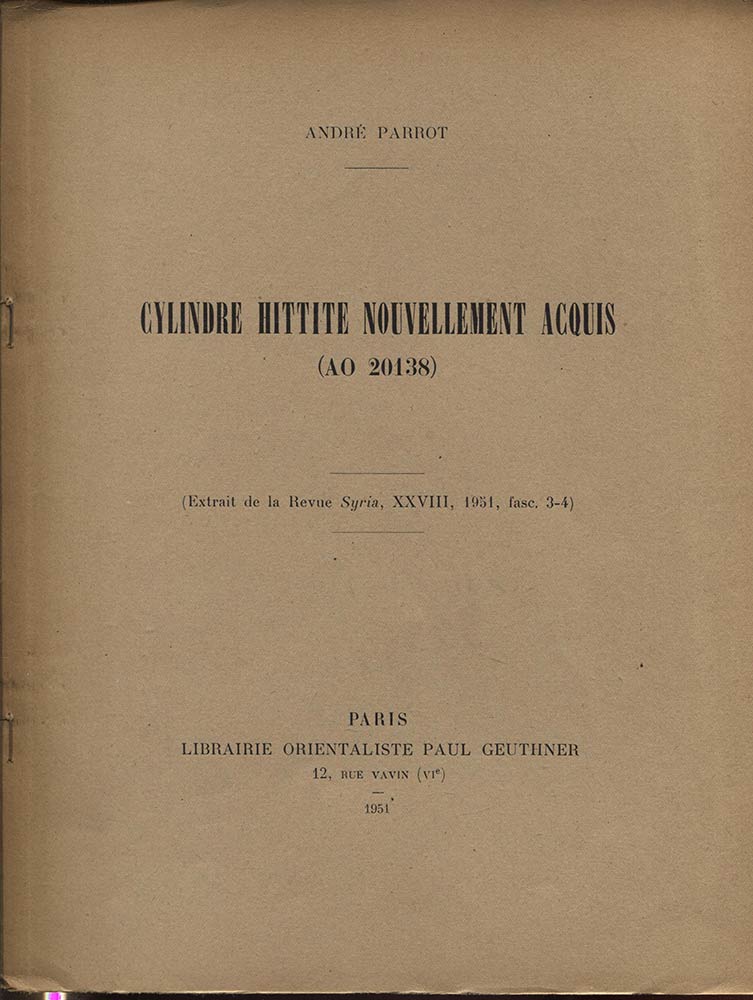 ANDRÉ PARROT
CYLINDRE HITTITE NOUVELLEMENT ACQUIS
(AO 20138)
(Extrait de la Revue Syria, XXVIII, 1951, fasc. 3-4)
PARIS
LIBRAIRIE ORIENTALISTE PAUL GEUTHNER
12, RUE VAVIN (VIe)
1951